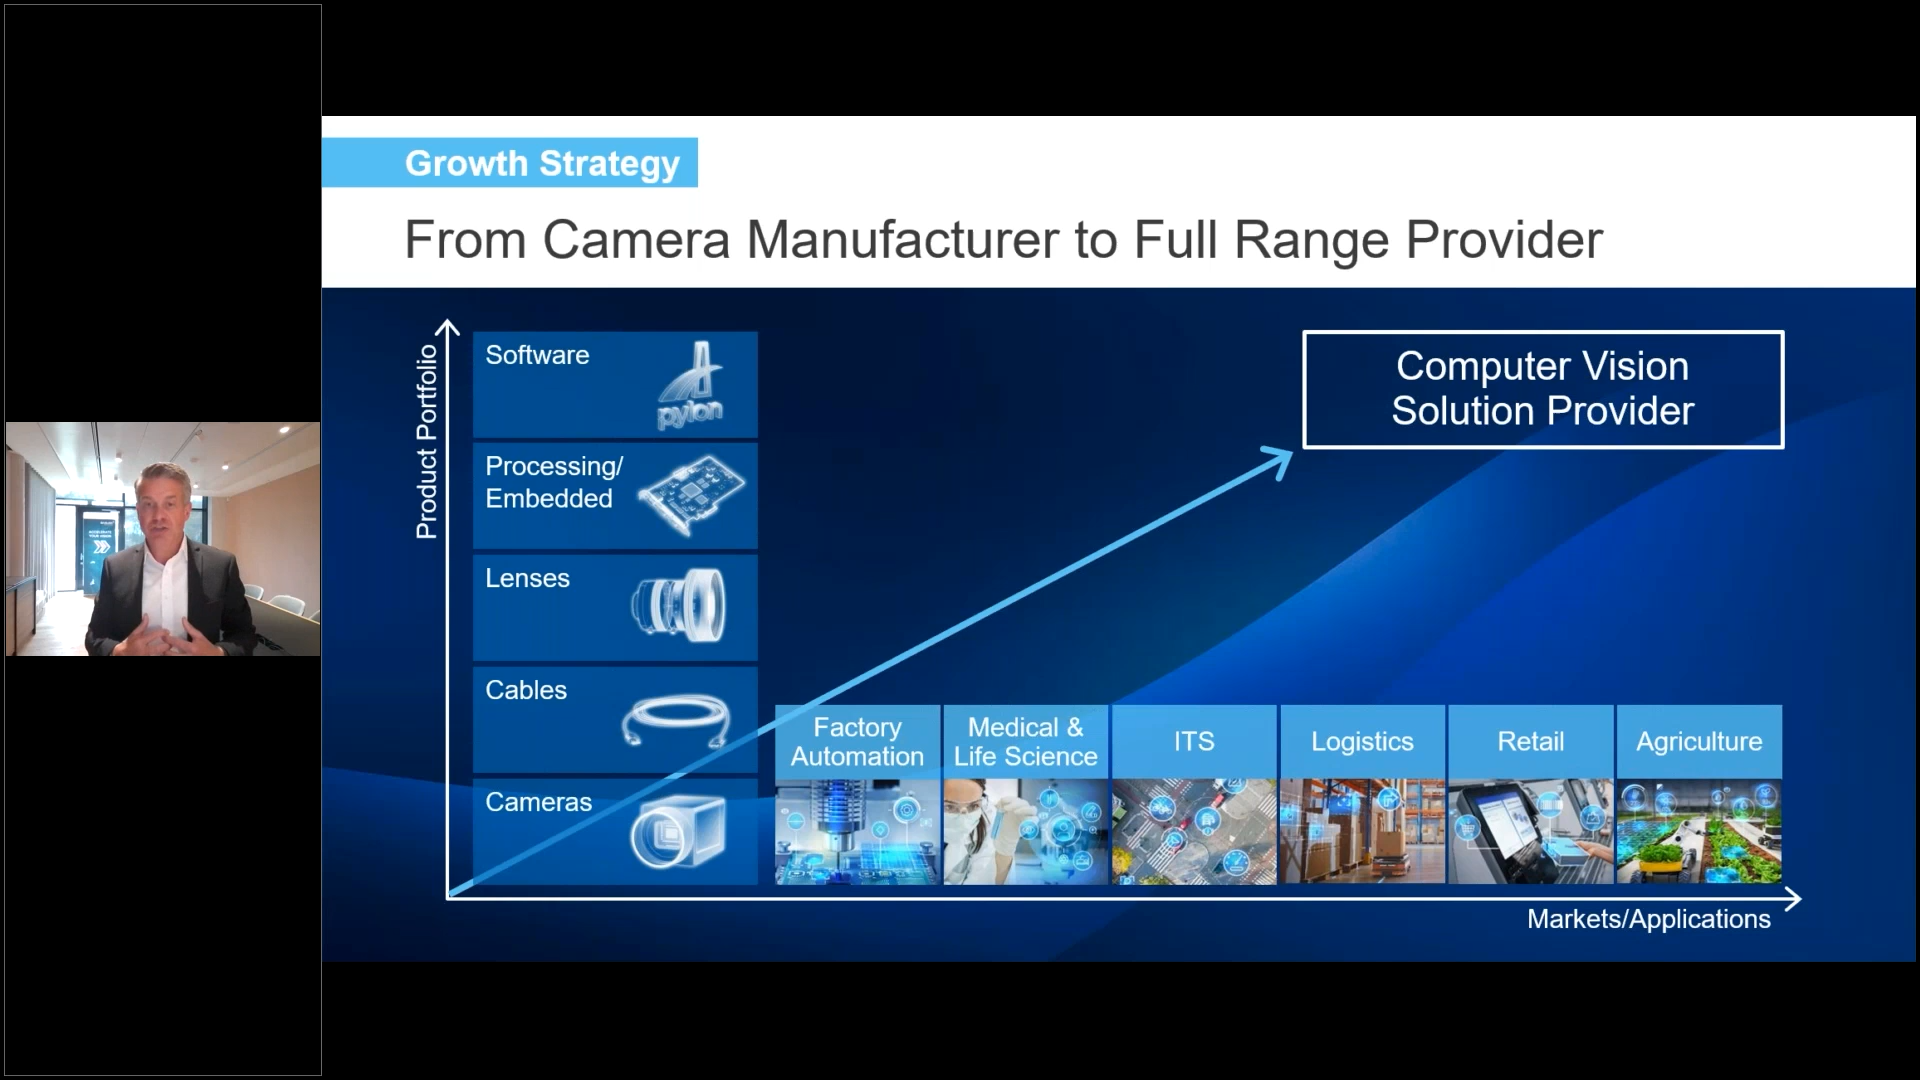 Growth Strategy
From Camera Manufacturer to Full Range Provider
Product Portfolio
Software
pylon
Processing/
Embedded
Lenses
Cables
Cameras
Computer Vision
Solution Provider
Factory
Automation
Medical &
Life Science
ITS
Logistics
Retail
Agriculture
Markets/Applications